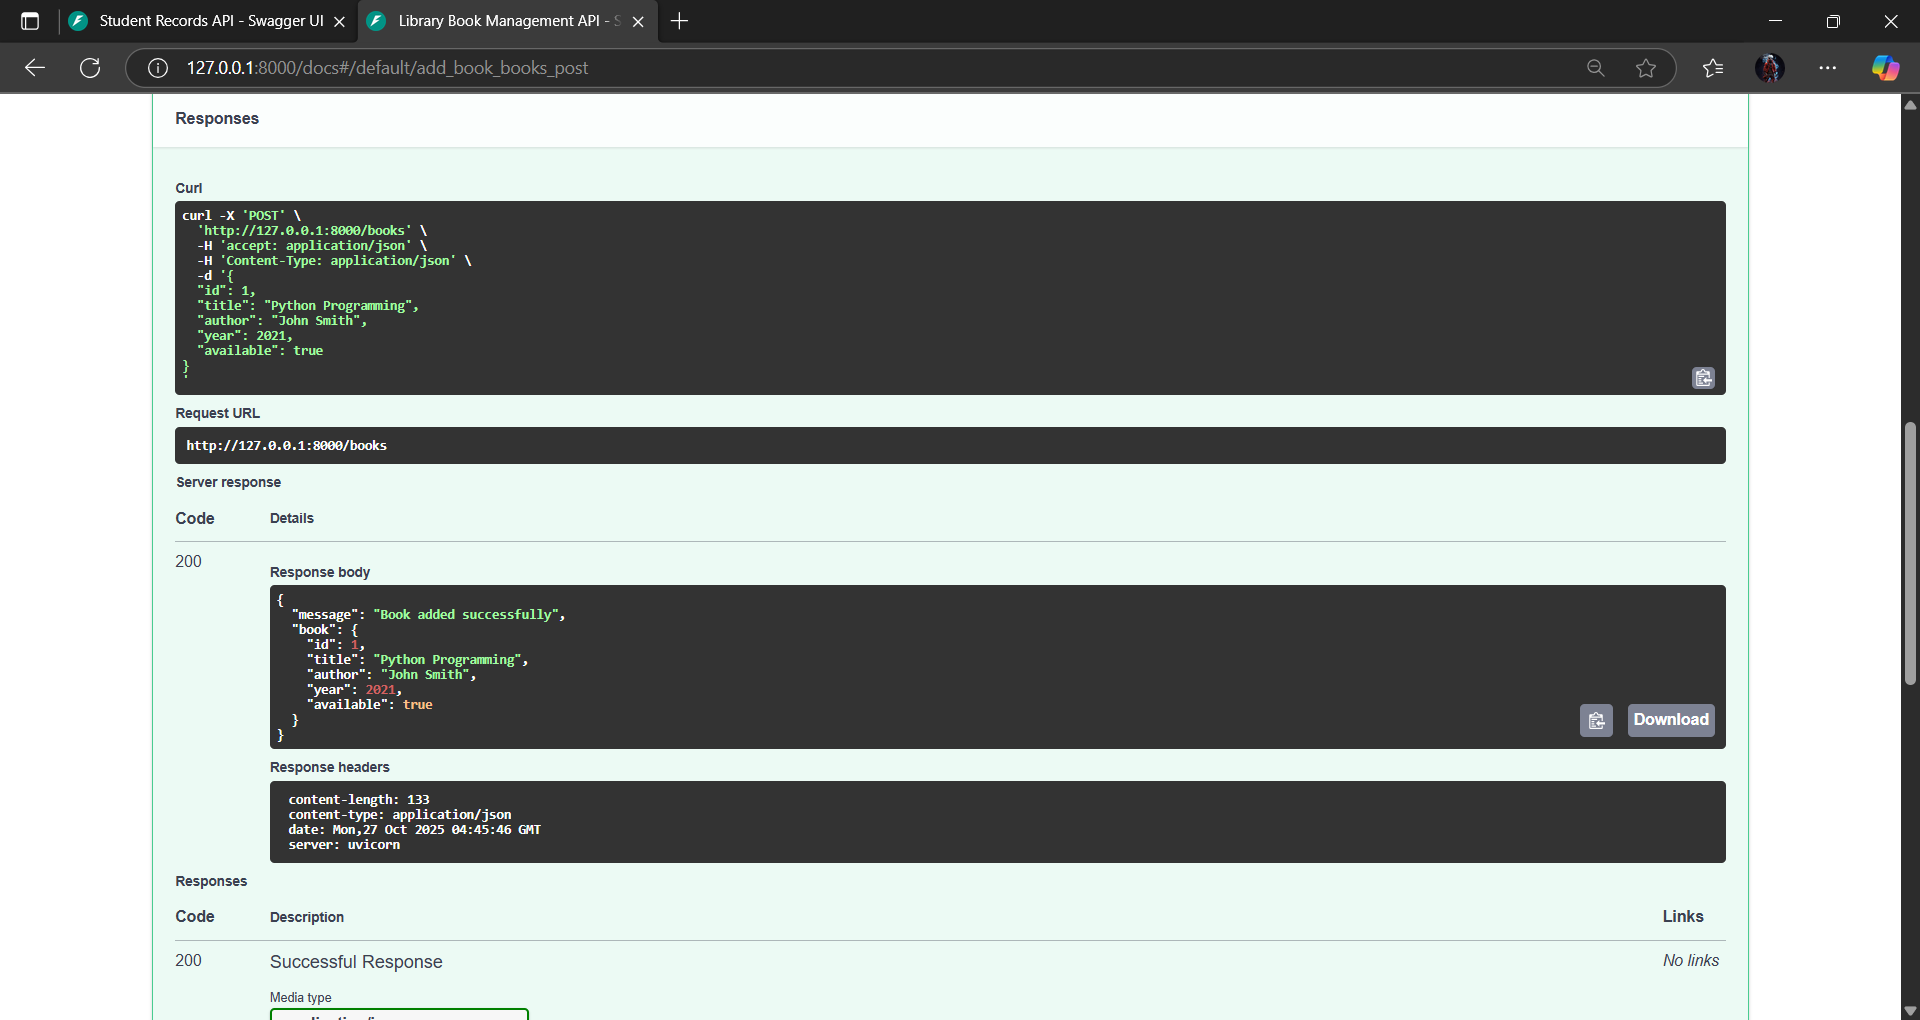 Student Records API - Swagger UI
Library Book Management API - S
127.0.0.1:8000/docs#/default/add_book_books_post
Responses
Curl
curl -X 'POST' \
'http://127.0.0.1:8000/books' \
-H 'accept: application/json' \
-H 'Content-Type: application/json' \
-d '{
"id": 1,
"title": "Python Programming",
"author": "John Smith",
"year": 2021,
"available": true
}
'
Request URL
http://127.0.0.1:8000/books
Server response
Code Details
200
Response body
{
"message": "Book added successfully",
"book": {
"id": 1,
"title": "Python Programming",
"author": "John Smith",
"year": 2021,
"available": true
}
}
Download
Response headers
content-length: 133
content-type: application/json
date: Mon,27 Oct 2025 04:45:46 GMT
server: uvicorn
Responses
Code Description Links
200 Successful Response No links
Media type